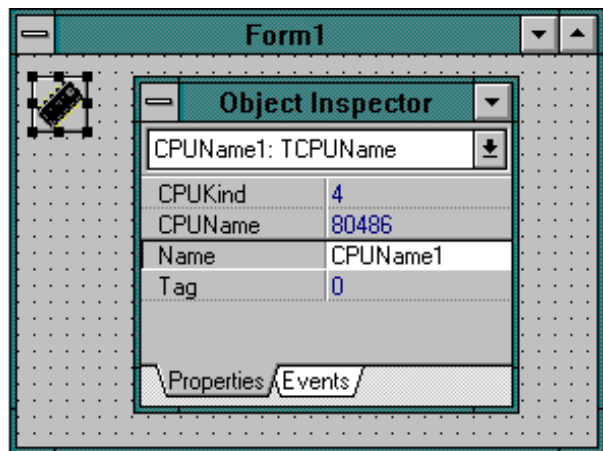 Form1
Object Inspector
CPUName1: TCPUName
CPUKind 4
CPUName 80486
Name CPUName1
Tag 0
Properties Events